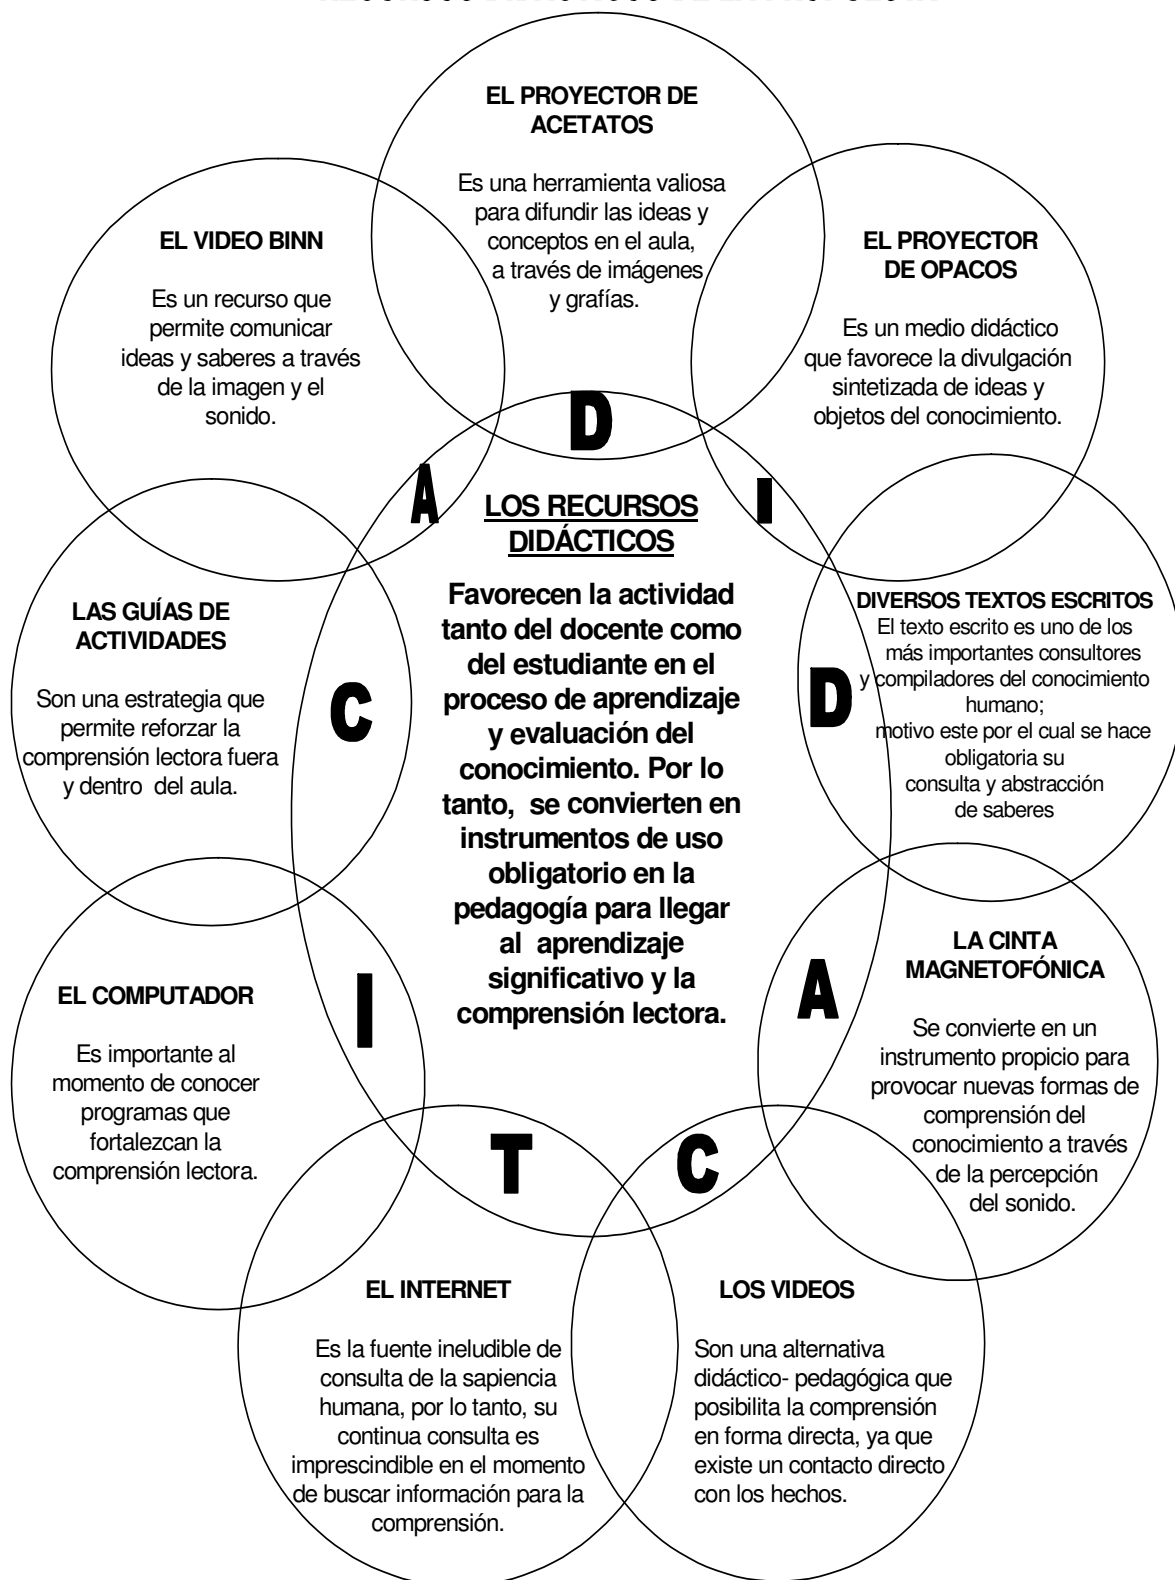 EL PROYECTOR DE
ACETATOS
Es una herramienta valiosa
para difundir las ideas y
conceptos en el aula,
a través de imágenes
y grafías.
EL VIDEO BINN
Es un recurso que
permite comunicar
ideas y saberes a través
de la imagen y el
sonido.
EL PROYECTOR
DE OPACOS
Es un medio didáctico
que favorece la divulgación
sintetizada de ideas y
objetos del conocimiento.
D
A
I
LOS RECURSOS
DIDÁCTICOS
Favorecen la actividad
tanto del docente como
del estudiante en el
proceso de aprendizaje
y evaluación del
conocimiento. Por lo
tanto, se convierten en
instrumentos de uso
obligatorio en la
pedagogía para llegar
al aprendizaje
significativo y la
comprensión lectora.
LAS GUÍAS DE
ACTIVIDADES
Son una estrategia que
permite reforzar la
comprensión lectora fuera
y dentro del aula.
C
D
DIVERSOS TEXTOS ESCRITOS
El texto escrito es uno de los
más importantes consultores
y compiladores del conocimiento
humano;
motivo este por el cual se hace
obligatoria su
consulta y abstracción
de saberes
EL COMPUTADOR
Es importante al
momento de conocer
programas que
fortalezcan la
comprensión lectora.
I
A
LA CINTA
MAGNETOFÓNICA
Se convierte en un
instrumento propicio para
provocar nuevas formas de
comprensión del
conocimiento a través
de la percepción
del sonido.
T
C
EL INTERNET
Es la fuente ineludible de
consulta de la sapiencia
humana, por lo tanto, su
continua consulta es
imprescindible en el momento
de buscar información para la
comprensión.
LOS VIDEOS
Son una alternativa
didáctico- pedagógica que
posibilita la comprensión
en forma directa, ya que
existe un contacto directo
con los hechos.